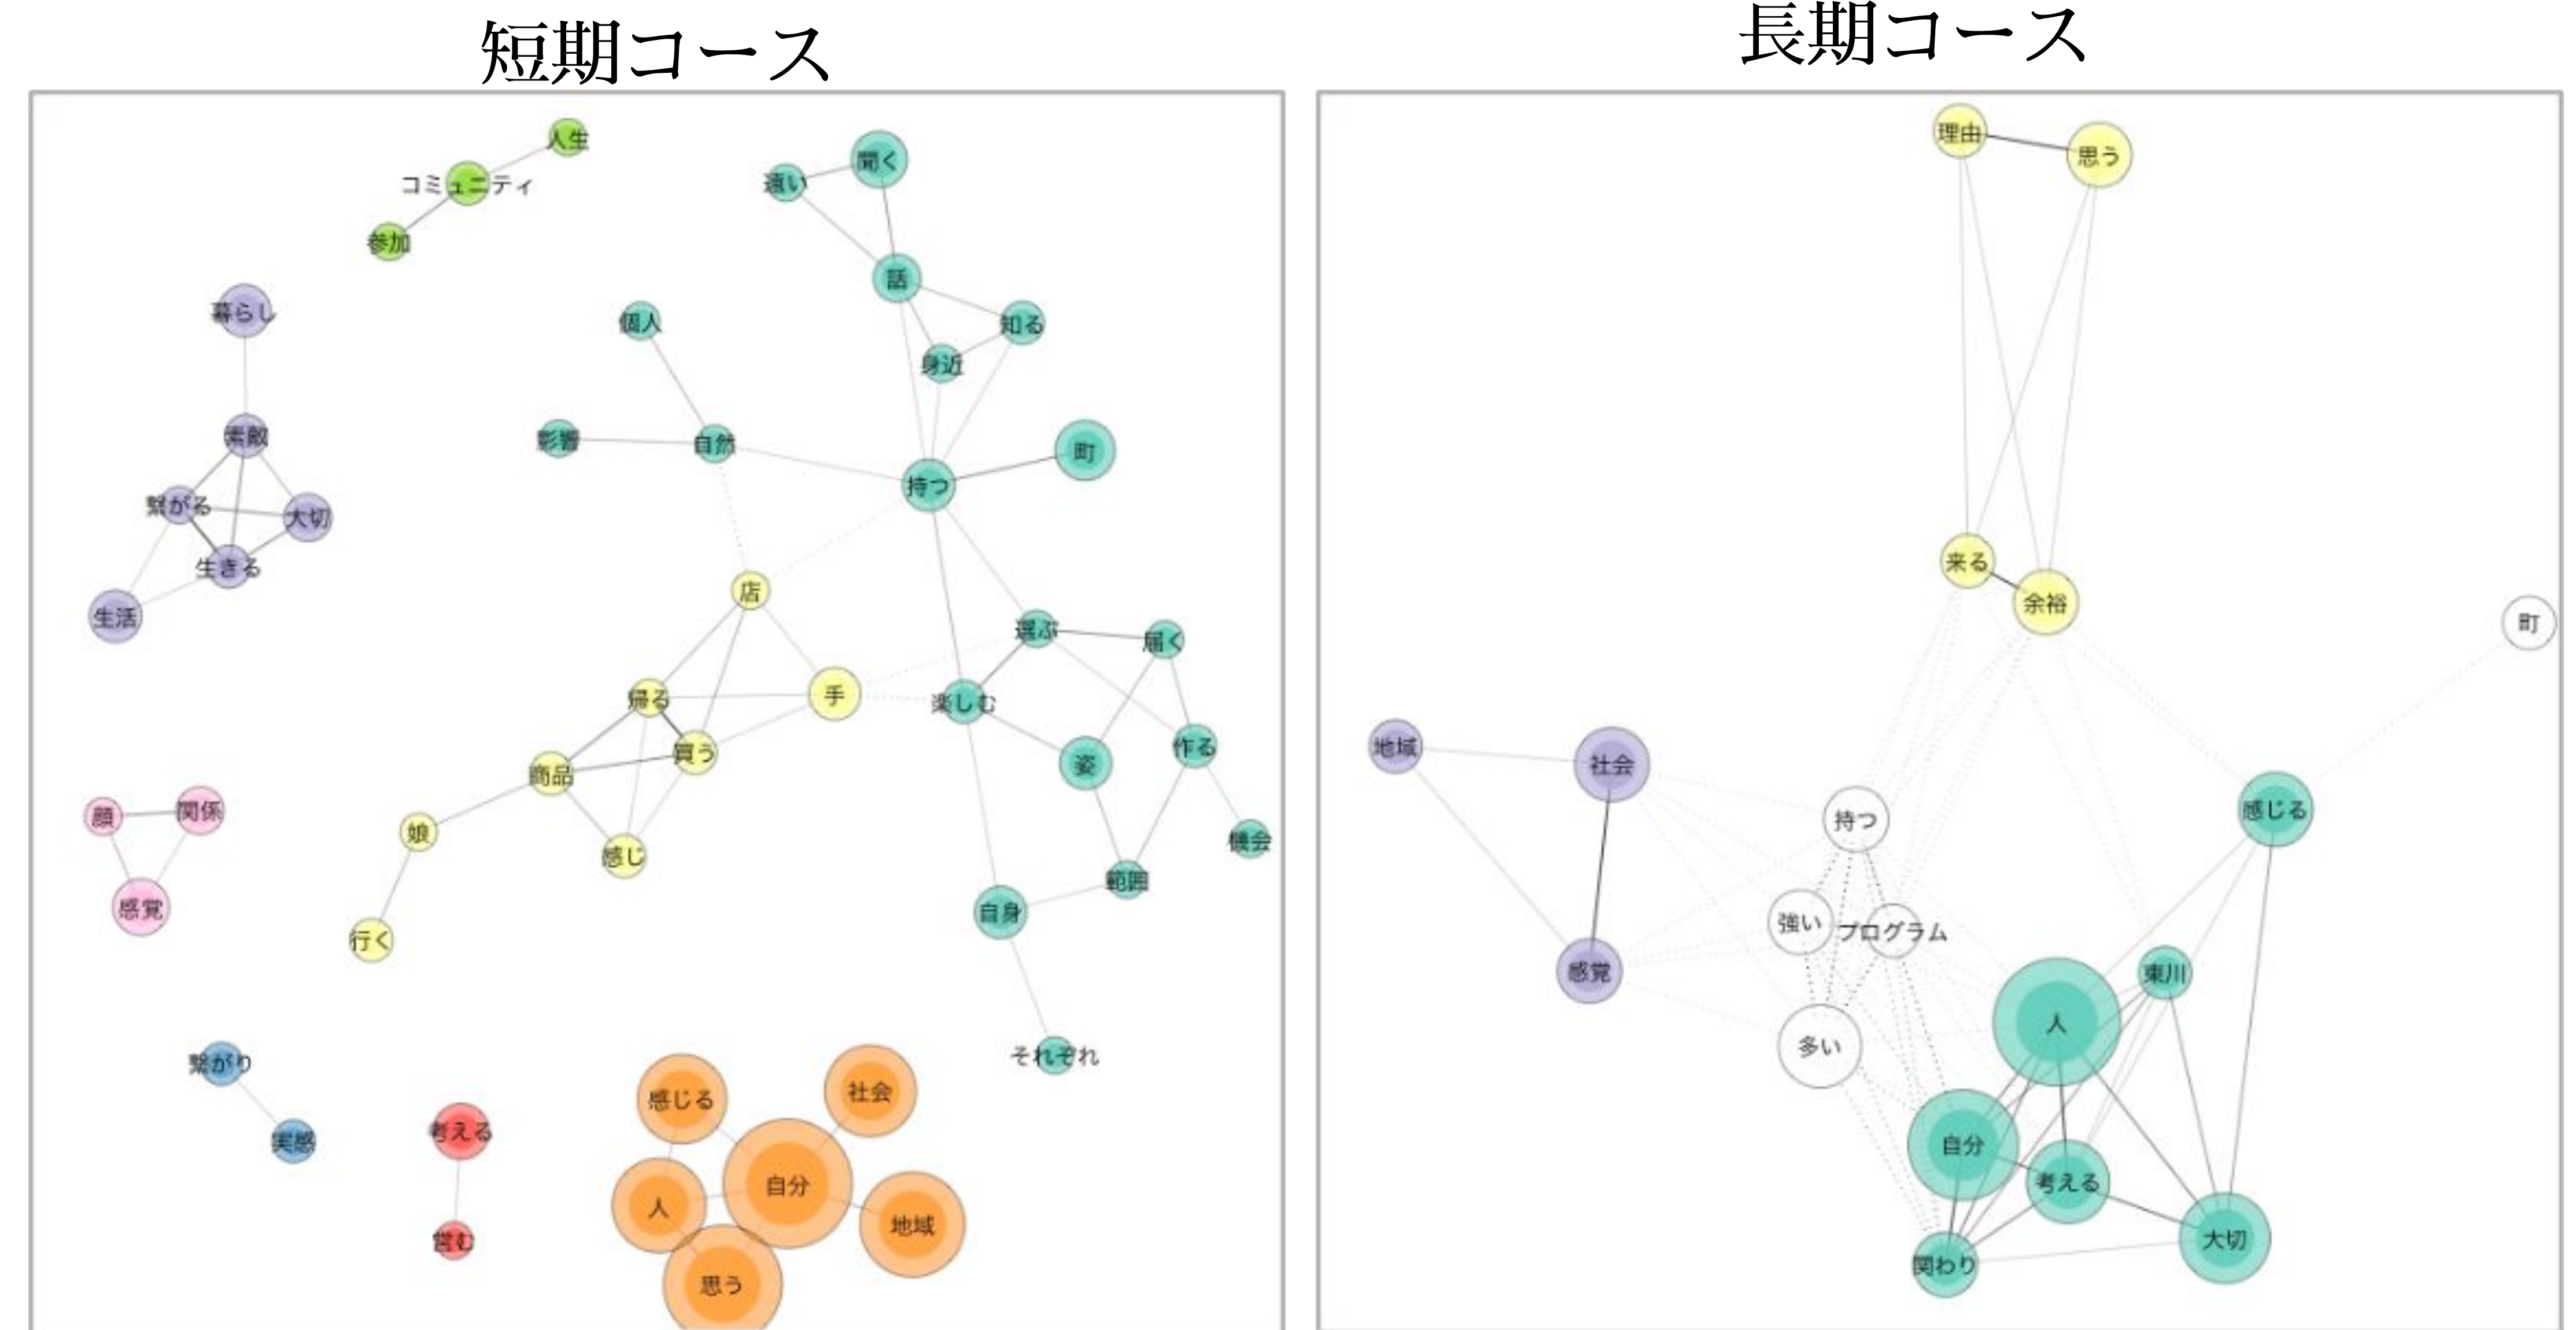 短期コース
人生
コミュニティ
参加
聞く
遠い
話
暮らし
個人
知る
身近
素敵
影響
自然
町
持つ
繋がる
大切
生きる
生活
店
選ぶ
届く
帰る
手
楽しむ
買う
商品
姿
作る
顔
関係
娘
感じ
機会
範囲
感覚
行く
自身
繋がり
それぞれ
実感
考える
営む
感じる
社会
自分
人
地域
思う
長期コース
理由
思う
来る
余裕
町
地域
社会
持つ
感じる
強い
プログラム
感覚
東川
人
多い
自分
考える
大切
関わり